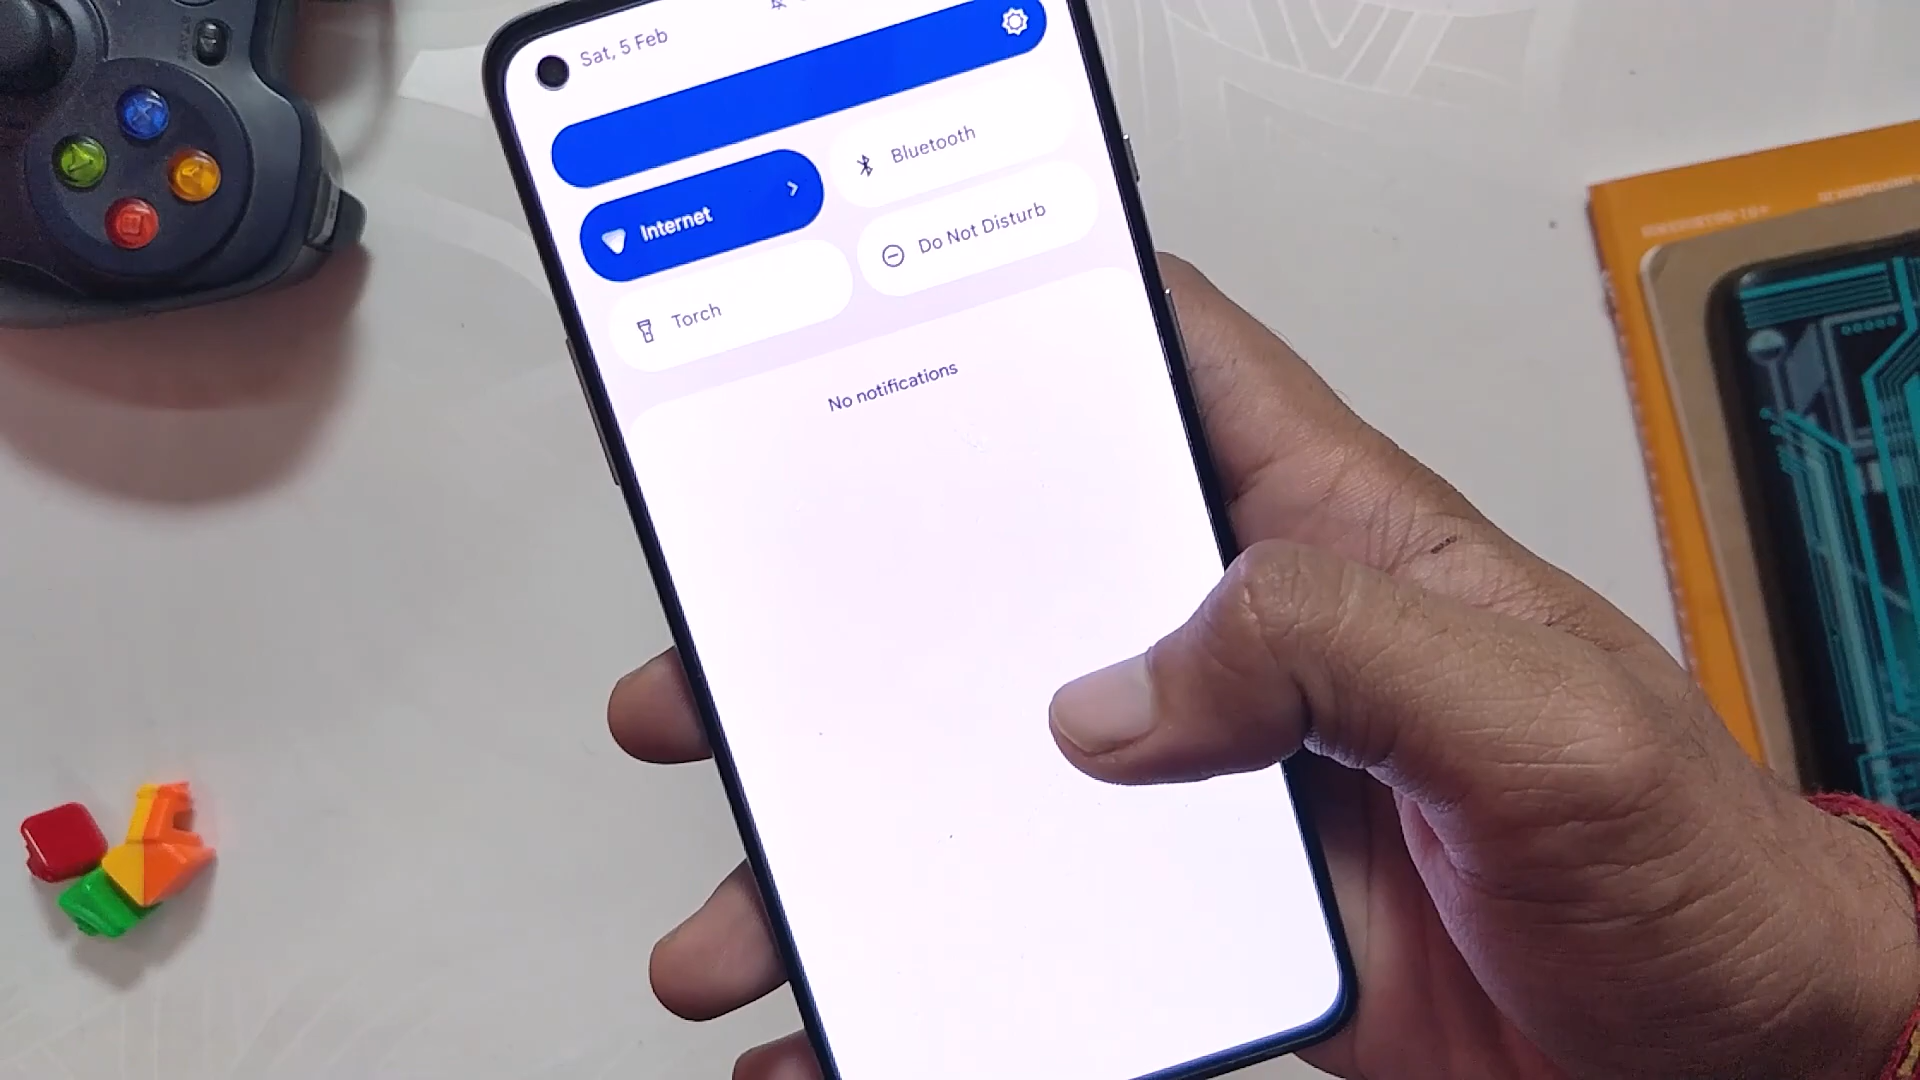 Sat, 5 Feb
Internet
Bluetooth
Torch
Do Not Disturb
No notifications
X